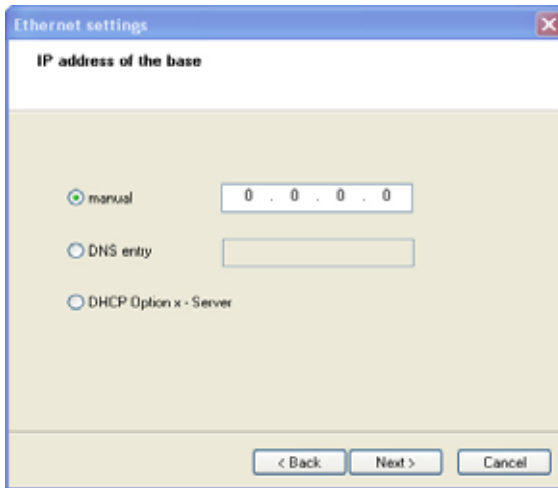 Ethernet settings
IP address of the base
manual 0 . 0 . 0 . 0
DNS entry
DHCP Option x - Server
< Back Next > Cancel